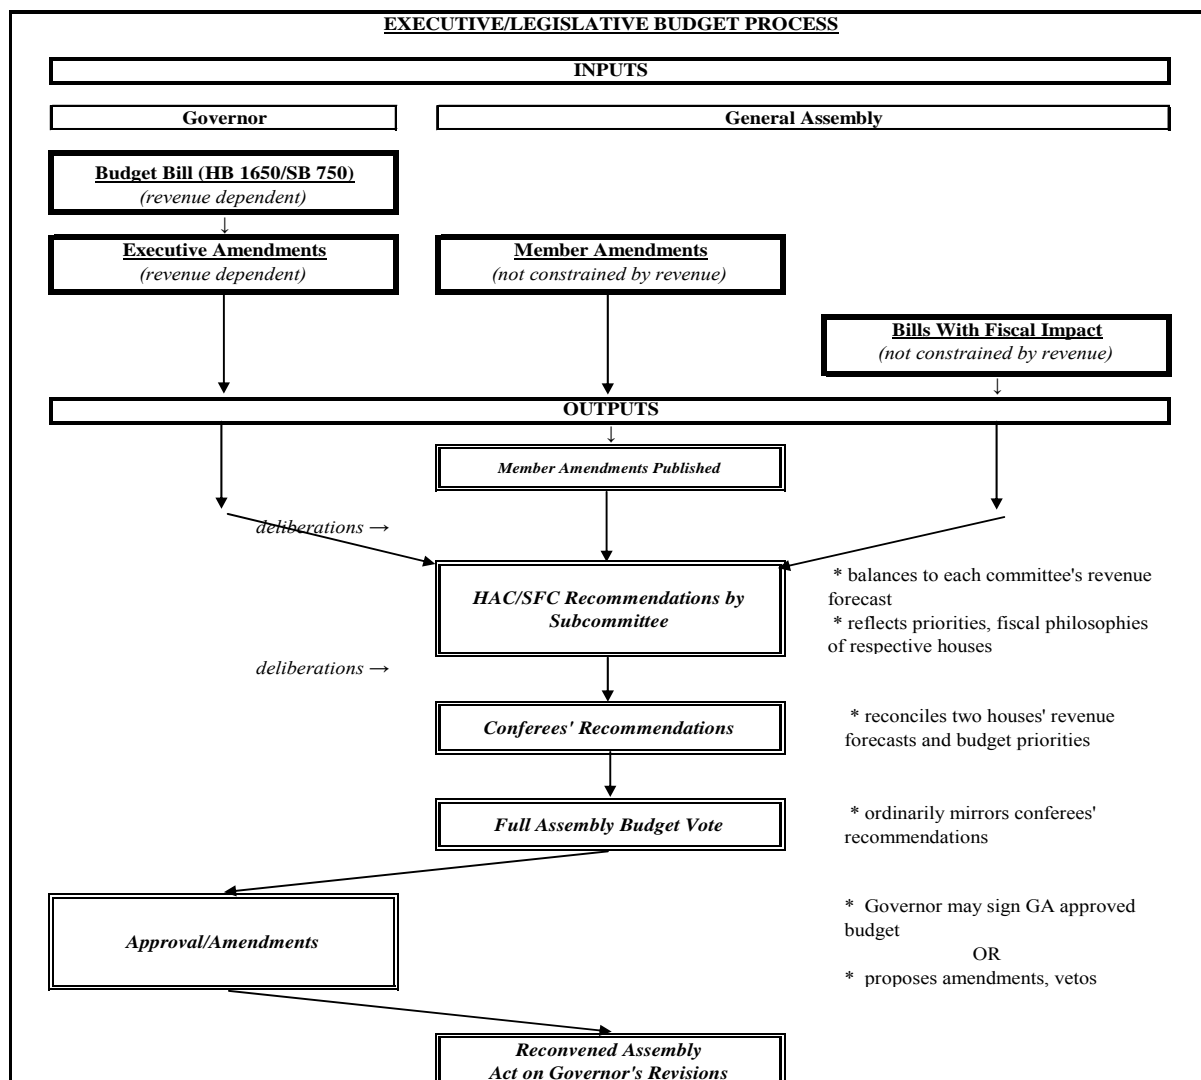 EXECUTIVE/LEGISLATIVE BUDGET PROCESS
INPUTS
Governor
General Assembly
Budget Bill (HB 1650/SB 750)
(revenue dependent)
↓
Executive Amendments
(revenue dependent)
Member Amendments
(not constrained by revenue)
Bills With Fiscal Impact
(not constrained by revenue)
↓
OUTPUTS
↓
Member Amendments Published
deliberations →
HAC/SFC Recommendations by
Subcommittee
* balances to each committee's revenue
forecast
* reflects priorities, fiscal philosophies
of respective houses
deliberations →
Conferees' Recommendations
* reconciles two houses' revenue
forecasts and budget priorities
Full Assembly Budget Vote
* ordinarily mirrors conferees'
recommendations
Approval/Amendments
* Governor may sign GA approved
budget
OR
* proposes amendments, vetos
Reconvened Assembly
Act on Governor's Revisions